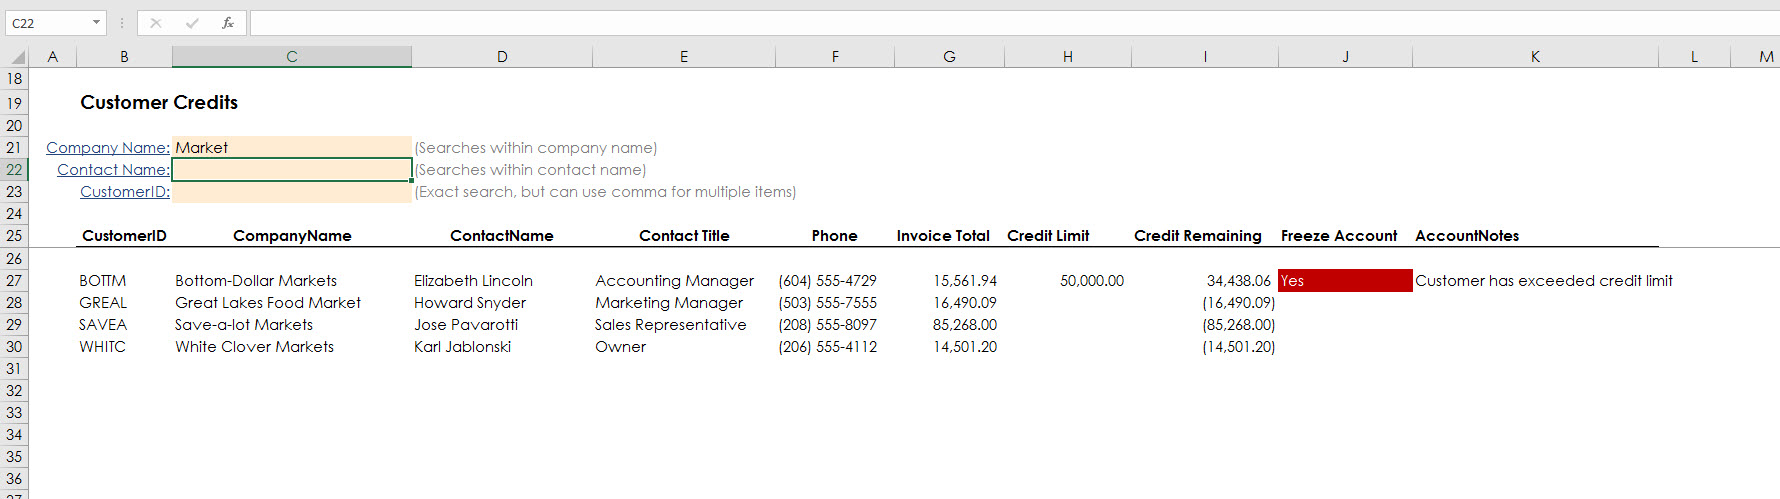 C22 fx
A B C D E F G H I J K L M
18
19 Customer Credits
20
21 Company Name: Market (Searches within company name)
22 Contact Name: (Searches within contact name)
23 CustomerID: (Exact search, but can use comma for multiple items)
24
25 CustomerID CompanyName ContactName Contact Title Phone Invoice Total Credit Limit Credit Remaining Freeze Account AccountNotes
26
27 BOTTM Bottom-Dollar Markets Elizabeth Lincoln Accounting Manager (604) 555-4729 15,561.94 50,000.00 34,438.06 Yes Customer has exceeded credit limit
28 GREAL Great Lakes Food Market Howard Snyder Marketing Manager (503) 555-7555 16,490.09 (16,490.09)
29 SAVEA Save-a-lot Markets Jose Pavarotti Sales Representative (208) 555-8097 85,268.00 (85,268.00)
30 WHITC White Clover Markets Karl Jablonski Owner (206) 555-4112 14,501.20 (14,501.20)
31
32
33
34
35
36